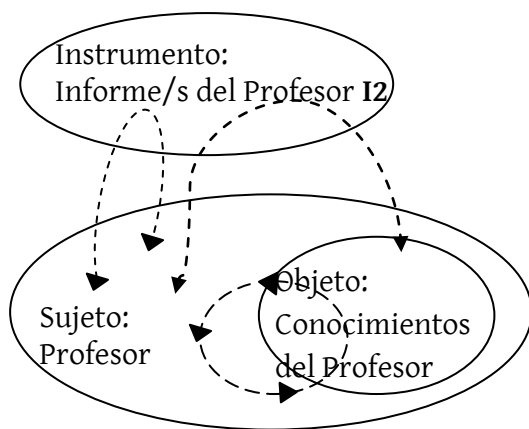 Instrumento:
Informe/s del Profesor I2
Sujeto:
Profesor
Objeto:
Conocimientos
del Profesor